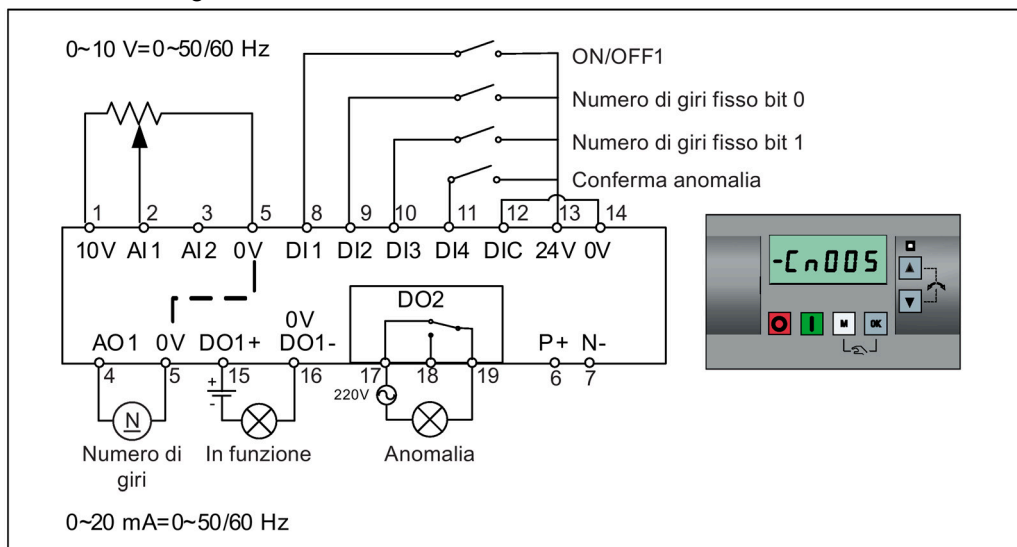 0~10 V=0~50/60 Hz
ON/OFF1
Numero di giri fisso bit 0
Numero di giri fisso bit 1
Conferma anomalia
1 2 3 5 8 9 10 11 12 13 14
10V AI1 AI2 0V DI1 DI2 DI3 DI4 DIC 24V 0V
-Cn005
M OK
DO2
0V
AO1 0V DO1+ DO1- P+ N-
4 5 15 16 17 18 19 6 7
+
-
220V
N
Numero di giri
In funzione
Anomalia
0~20 mA=0~50/60 Hz